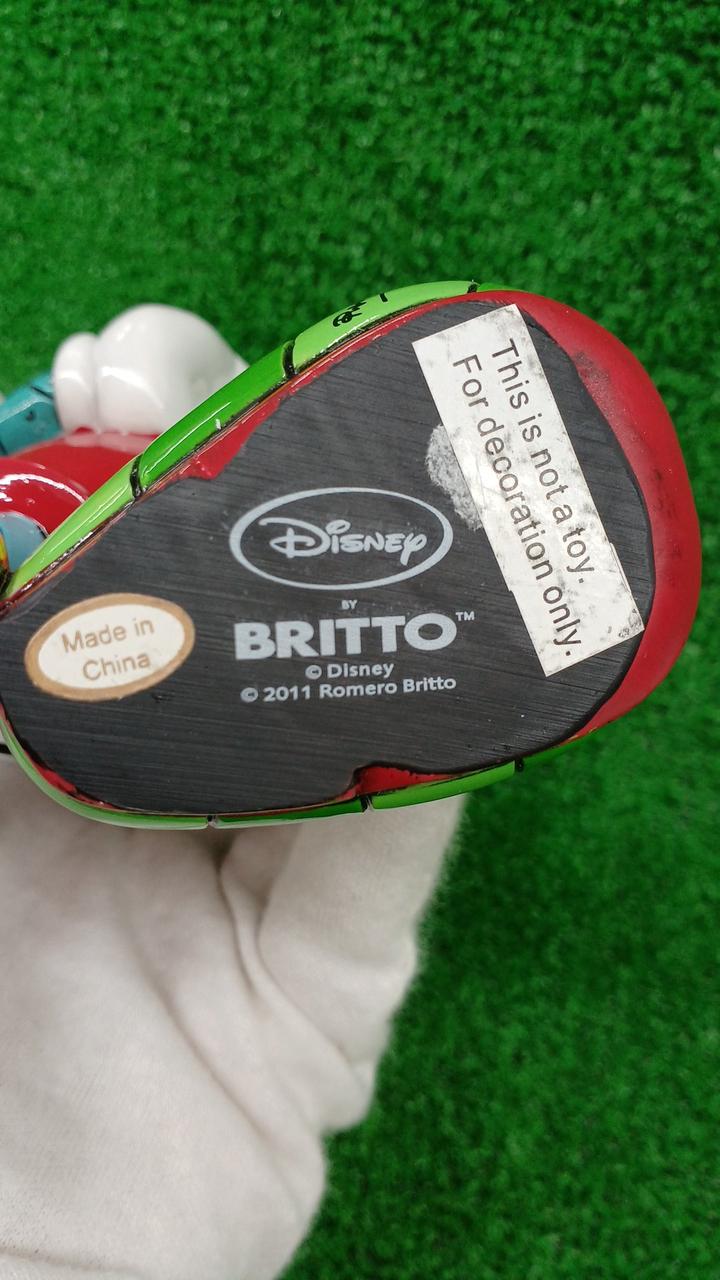 This is not a toy.
For decoration only.
Disney
BY
BRITTO™
© Disney
© 2011 Romero Britto
Made in
China